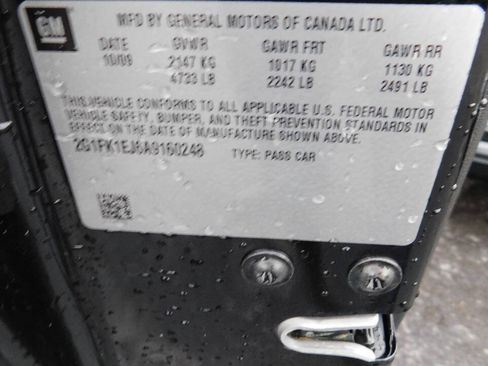 GM
MFD BY GENERAL MOTORS OF CANADA LTD.
DATE GVWR GAWR FRT GAWR RR
10/09 2147 KG 1017 KG 1130 KG
4733 LB 2242 LB 2491 LB
THIS VEHICLE CONFORMS TO ALL APPLICABLE U.S. FEDERAL MOTOR
VEHICLE SAFETY, BUMPER, AND THEFT PREVENTION STANDARDS IN
EFFECT ON THE DATE OF MANUFACTURE SHOWN ABOVE.
2G1FK1EJ6A9160248 TYPE: PASS CAR